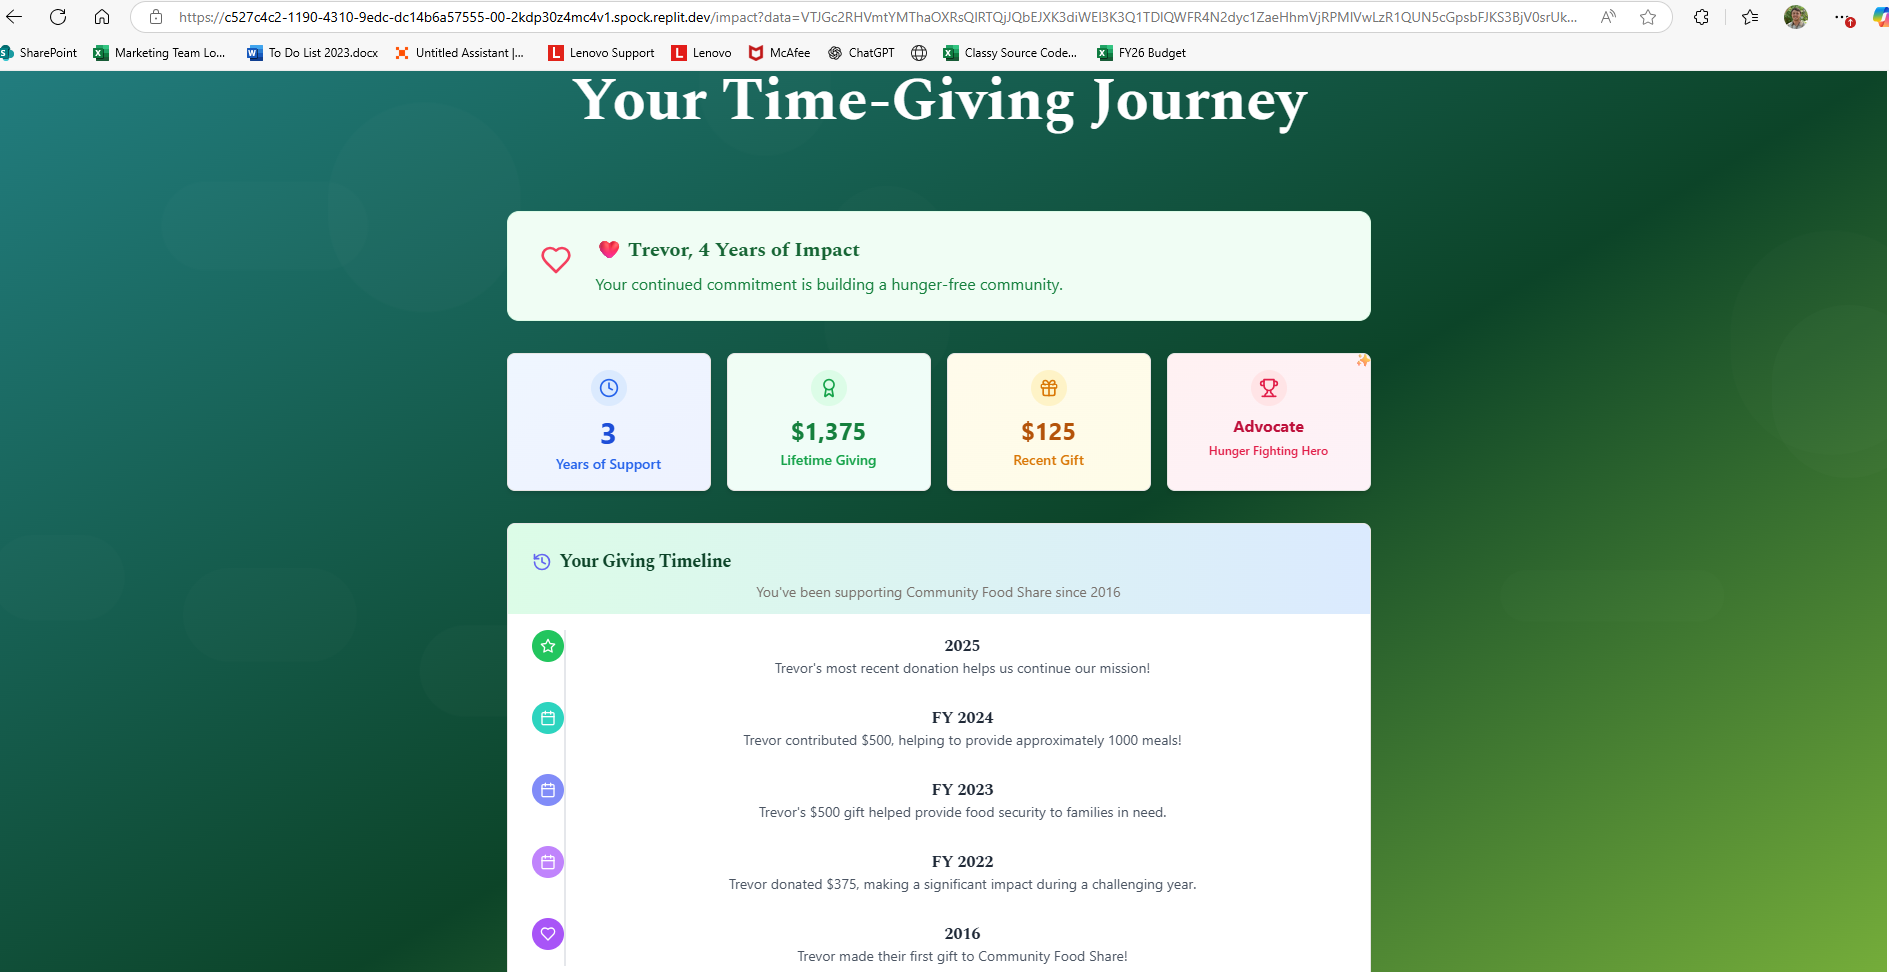 https://c527c4c2-1190-4310-9edc-dc14b6a57555-00-2kdp30z4mc4v1.spock.replit.dev/impact?data=
SharePoint
Marketing Team Lo...
To Do List 2023.docx
Untitled Assistant |...
Lenovo Support
Lenovo
McAfee
ChatGPT
Classy Source Code...
FY26 Budget
Your Time-Giving Journey
Trevor, 4 Years of Impact
Your continued commitment is building a hunger-free community.
3
Years of Support
$1,375
Lifetime Giving
$125
Recent Gift
Advocate
Hunger Fighting Hero
Your Giving Timeline
You've been supporting Community Food Share since 2016
2025
Trevor's most recent donation helps us continue our mission!
FY 2024
Trevor contributed $500, helping to provide approximately 1000 meals!
FY 2023
Trevor's $500 gift helped provide food security to families in need.
FY 2022
Trevor donated $375, making a significant impact during a challenging year.
2016
Trevor made their first gift to Community Food Share!